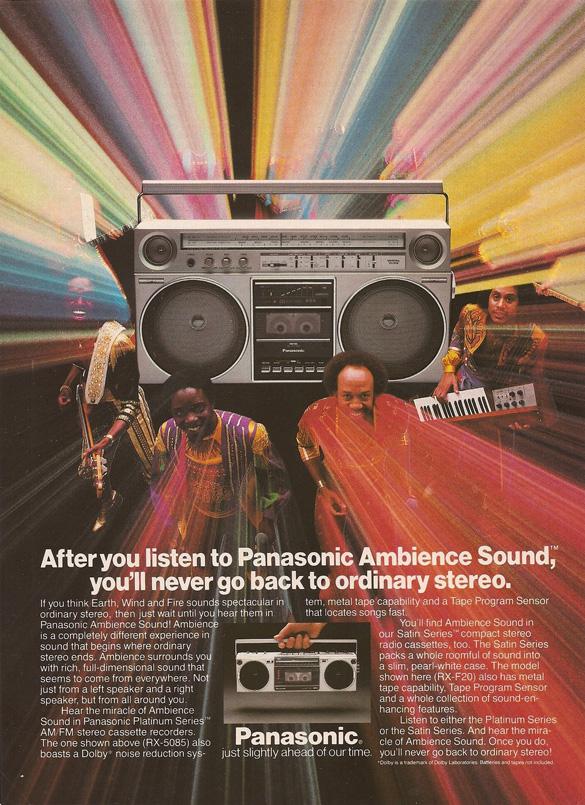 Panasonic
After you listen to Panasonic Ambience Sound,™
you'll never go back to ordinary stereo.
If you think Earth, Wind and Fire sounds spectacular in
ordinary stereo, then just wait until you hear them in
Panasonic Ambience Sound! Ambience
is a completely different experience in
sound that begins where ordinary
stereo ends. Ambience surrounds you
with rich, full-dimensional sound that
seems to come from everywhere. Not
just from a left speaker and a right
speaker, but from all around you.
Hear the miracle of Ambience
Sound in Panasonic Platinum Series™
AM/FM stereo cassette recorders.
The one shown above (RX-5085) also
boasts a Dolby* noise reduction sys-
tem, metal tape capability and a Tape Program Sensor
that locates songs fast.
You'll find Ambience Sound in
our Satin Series™ compact stereo
radio cassettes, too. The Satin Series
packs a whole roomful of sound into
a slim, pearl-white case. The model
shown here (RX-F20) also has metal
tape capability, Tape Program Sensor
and a whole collection of sound-en-
hancing features.
Listen to either the Platinum Series
or the Satin Series. And hear the mira-
cle of Ambience Sound. Once you do,
you'll never go back to ordinary stereo!
*Dolby is a trademark of Dolby Laboratories. Batteries and tapes not included.
Panasonic®
just slightly ahead of our time.